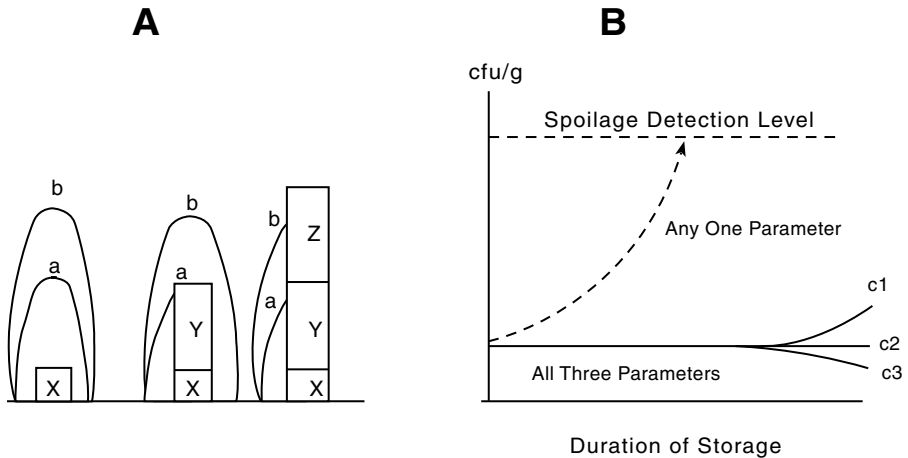 A
b
a
X
b
a
Y
X
b
a
Z
Y
X
B
cfu/g
Spoilage Detection Level
Any One Parameter
c1
c2
c3
All Three Parameters
Duration of Storage